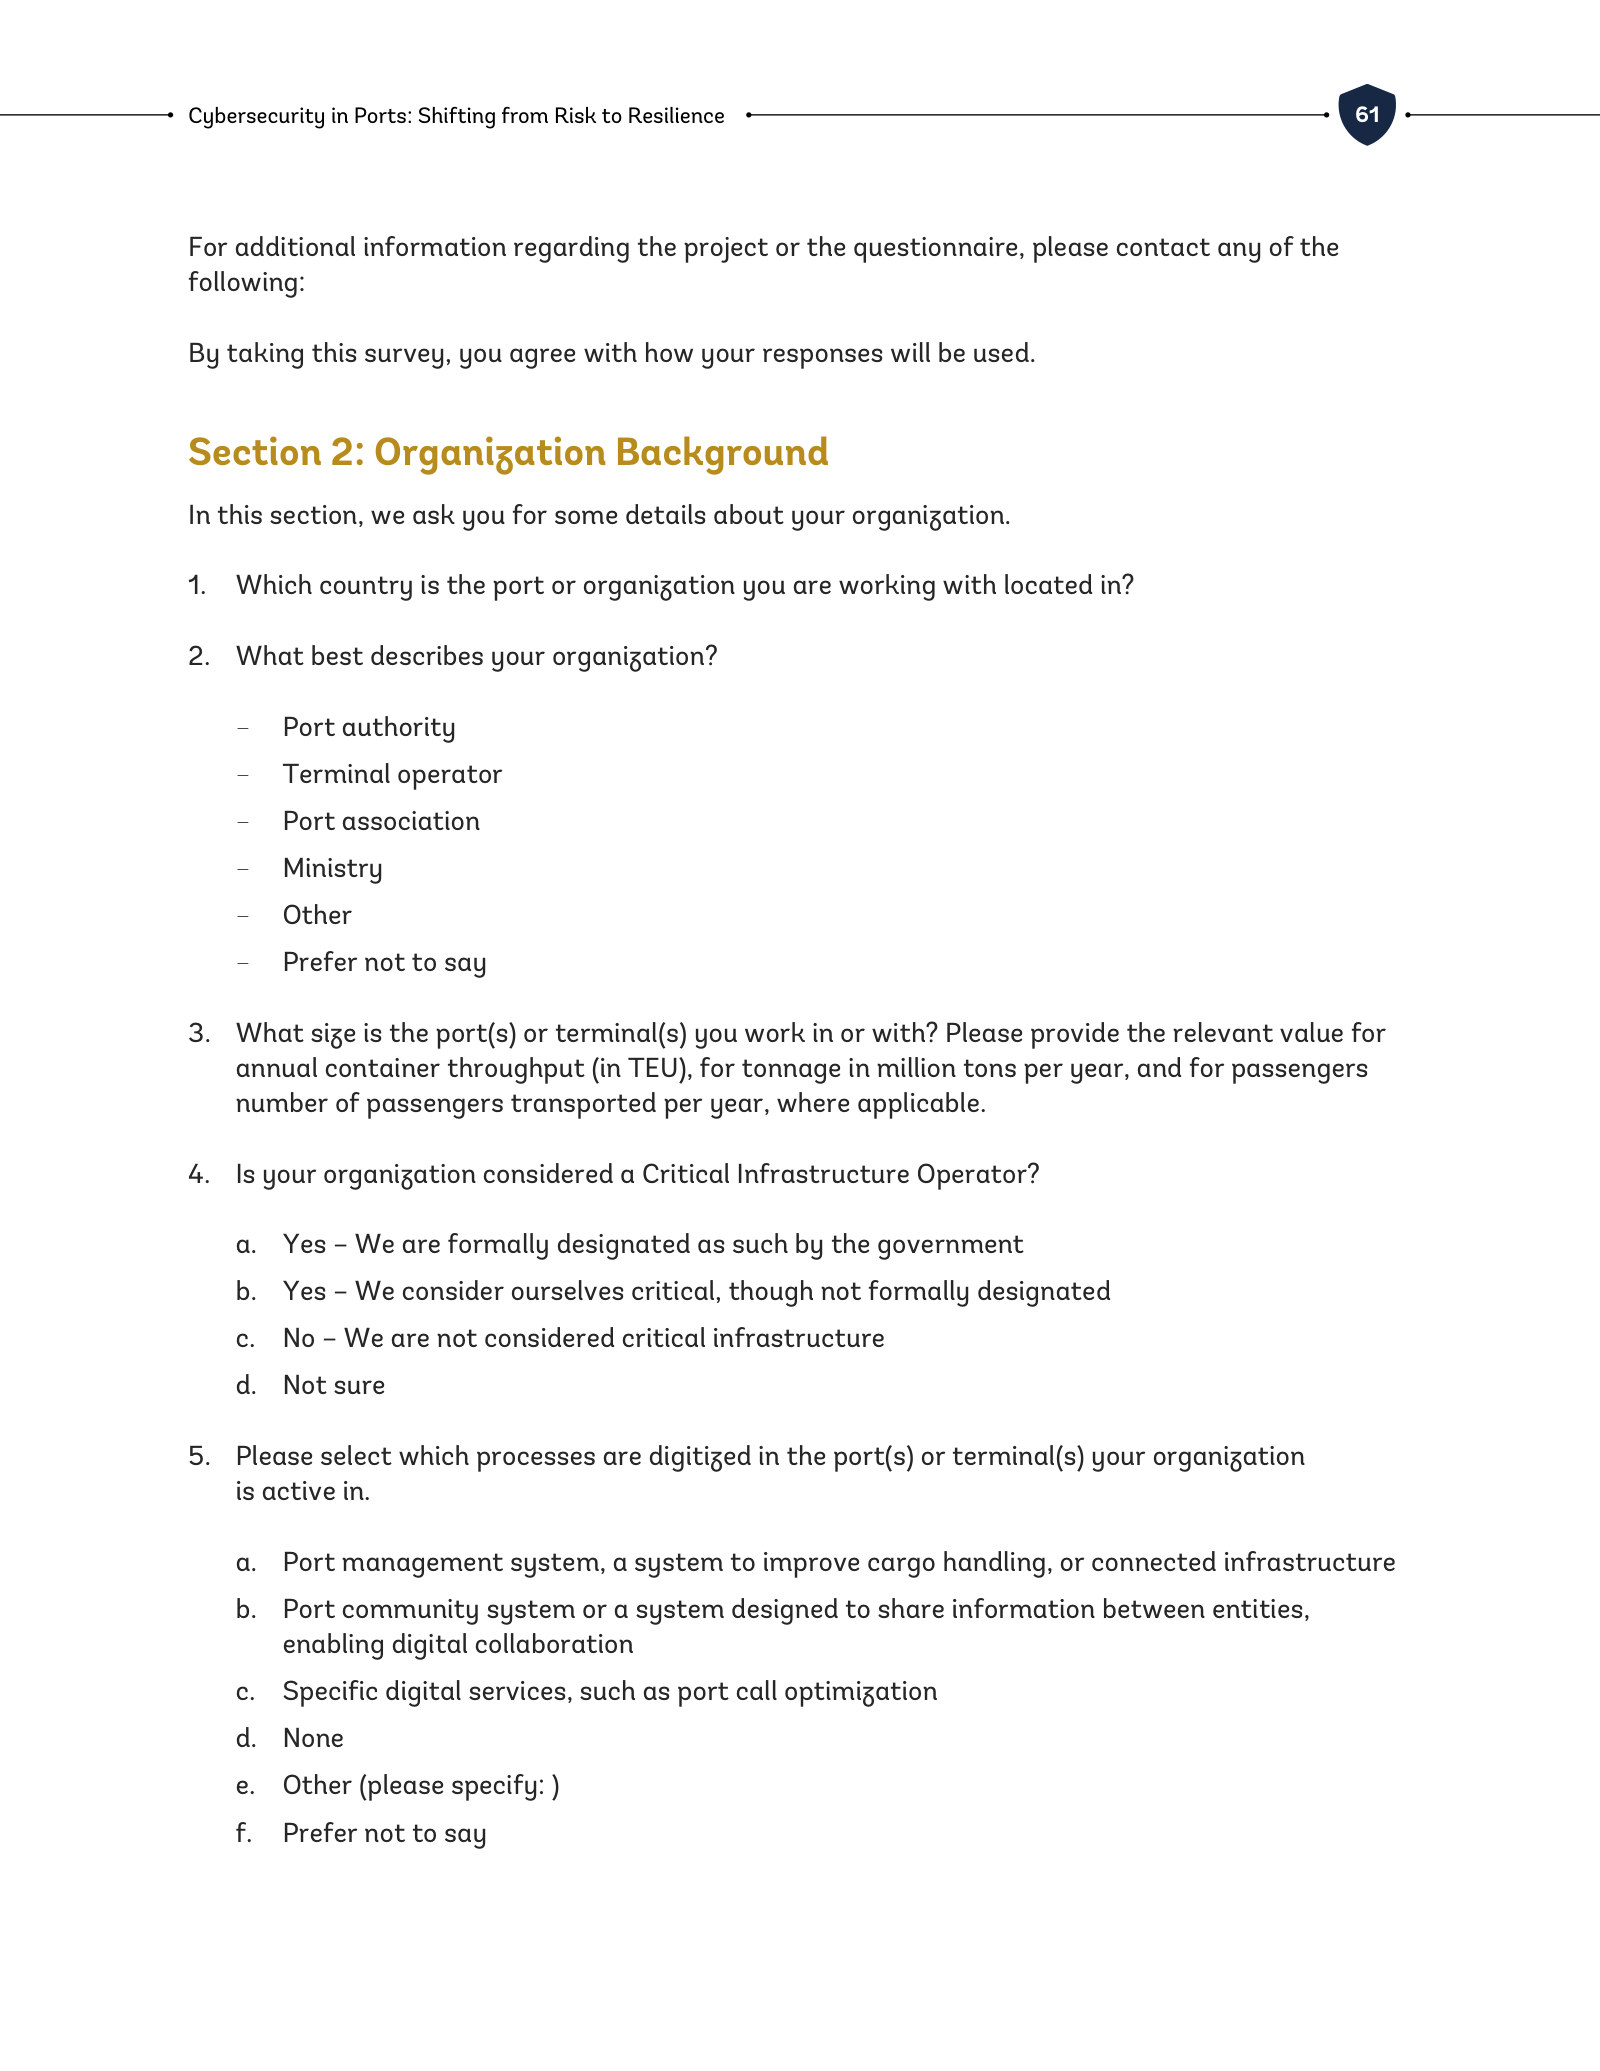 Cybersecurity in Ports: Shifting from Risk to Resilience
61
For additional information regarding the project or the questionnaire, please contact any of the
following:
By taking this survey, you agree with how your responses will be used.
Section 2: Organization Background
In this section, we ask you for some details about your organization.
1. Which country is the port or organization you are working with located in?
2. What best describes your organization?
– Port authority
– Terminal operator
– Port association
– Ministry
– Other
– Prefer not to say
3. What size is the port(s) or terminal(s) you work in or with? Please provide the relevant value for
annual container throughput (in TEU), for tonnage in million tons per year, and for passengers
number of passengers transported per year, where applicable.
4. Is your organization considered a Critical Infrastructure Operator?
a. Yes – We are formally designated as such by the government
b. Yes – We consider ourselves critical, though not formally designated
c. No – We are not considered critical infrastructure
d. Not sure
5. Please select which processes are digitized in the port(s) or terminal(s) your organization
is active in.
a. Port management system, a system to improve cargo handling, or connected infrastructure
b. Port community system or a system designed to share information between entities,
enabling digital collaboration
c. Specific digital services, such as port call optimization
d. None
e. Other (please specify: )
f. Prefer not to say